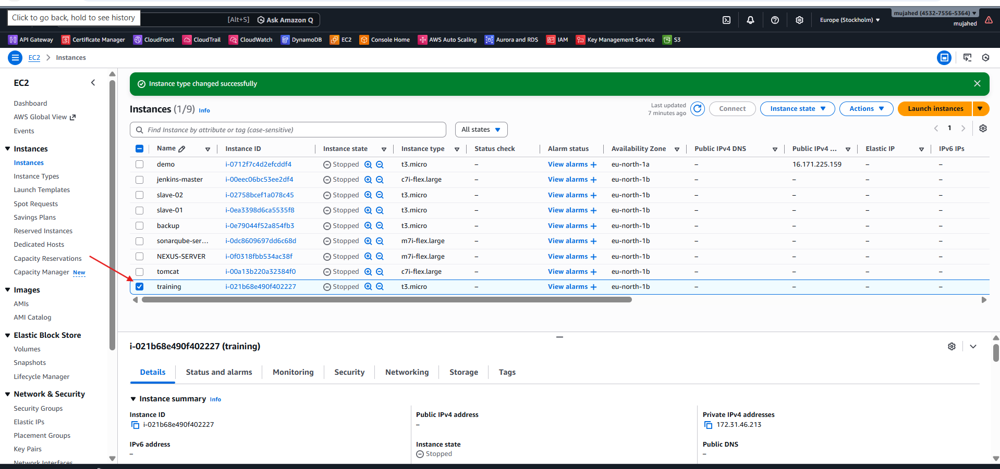 Click to go back, hold to see history
[Alt+S] Ask Amazon Q
Europe (Stockholm)
mujahed (4532-7556-5364)
mujahed
API Gateway Certificate Manager CloudFront CloudTrail CloudWatch DynamoDB EC2 Console Home AWS Auto Scaling Aurora and RDS IAM Key Management Service S3
EC2 Instances
EC2
Dashboard
AWS Global View
Events
Instances
Instances
Instance Types
Launch Templates
Spot Requests
Savings Plans
Reserved Instances
Dedicated Hosts
Capacity Reservations
Capacity Manager New
Images
AMIs
AMI Catalog
Elastic Block Store
Volumes
Snapshots
Lifecycle Manager
Network & Security
Security Groups
Elastic IPs
Placement Groups
Key Pairs
Network Interfaces
Instance type changed successfully
Instances (1/9) Info
Last updated
7 minutes ago
Connect Instance state Actions Launch instances
Find Instance by attribute or tag (case-sensitive)
All states
1
Name Instance ID Instance state Instance type Status check Alarm status Availability Zone Public IPv4 DNS Public IPv4 ... Elastic IP IPv6 IPs
demo i-0712f7c4d2efcddf4 Stopped t3.micro – View alarms + eu-north-1a – 16.171.225.159 – –
jenkins-master i-00eec06bc53ee2df4 Stopped c7i-flex.large – View alarms + eu-north-1b – – – –
slave-02 i-02758bcef1a078c45 Stopped t3.micro – View alarms + eu-north-1b – – – –
slave-01 i-0ea3398d6ca5535f8 Stopped t3.micro – View alarms + eu-north-1b – – – –
backup i-0e79044f52a854fb3 Stopped t3.micro – View alarms + eu-north-1b – – – –
sonarqube-ser... i-0dc8609697dd6c68d Stopped m7i-flex.large – View alarms + eu-north-1b – – – –
NEXUS-SERVER i-0f0318fbb534ac38f Stopped m7i-flex.large – View alarms + eu-north-1b – – – –
tomcat i-00a13b220a32384f0 Stopped c7i-flex.large – View alarms + eu-north-1b – – – –
training i-021b68e490f402227 Stopped t3.micro – View alarms + eu-north-1b – – – –
i-021b68e490f402227 (training)
Details Status and alarms Monitoring Security Networking Storage Tags
Instance summary Info
Instance ID
i-021b68e490f402227
Public IPv4 address
–
Private IPv4 addresses
172.31.46.213
IPv6 address
–
Instance state
Stopped
Public DNS
–